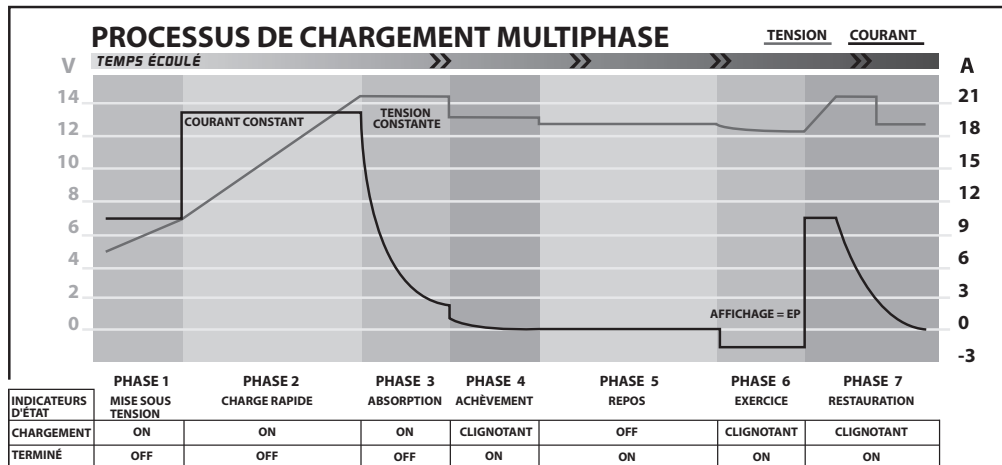 PROCESSUS DE CHARGEMENT MULTIPHASE
TENSION COURANT
TEMPS ÉCOULÉ
V
A
14
12
10
8
6
4
2
0
21
18
15
12
9
6
3
0
-3
COURANT CONSTANT
TENSION
CONSTANTE
AFFICHAGE = EP
PHASE 1 PHASE 2 PHASE 3 PHASE 4 PHASE 5 PHASE 6 PHASE 7
INDICATEURS
D'ÉTAT
MISE SOUS
TENSION
CHARGE RAPIDE ABSORPTION ACHÈVEMENT REPOS EXERCICE RESTAURATION
CHARGEMENT ON ON ON CLIGNOTANT OFF CLIGNOTANT CLIGNOTANT
TERMINÉ OFF OFF OFF ON ON ON ON